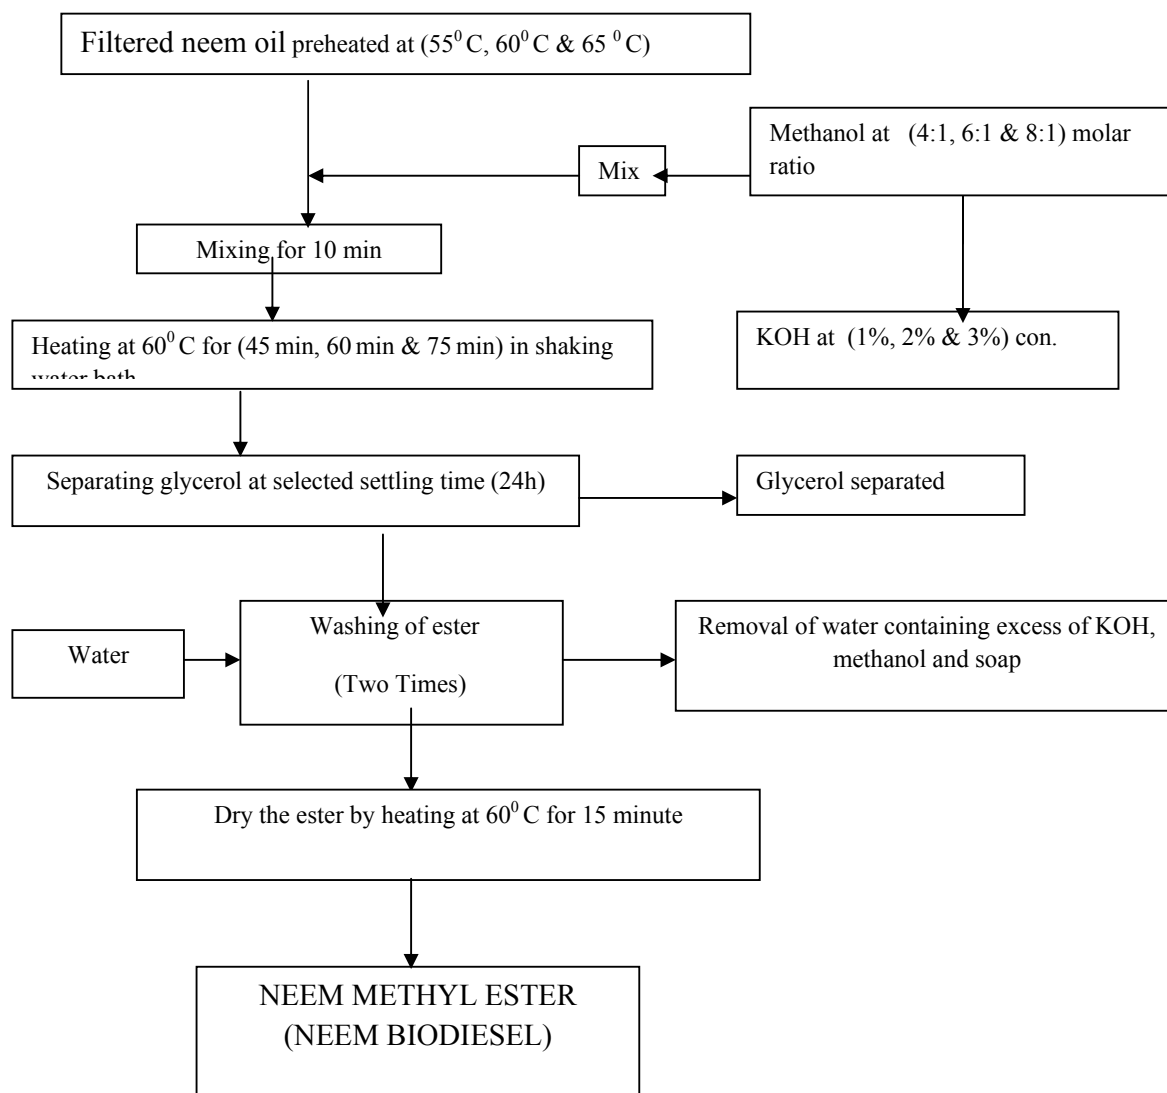 Filtered neem oil preheated at (55⁰ C, 60⁰ C & 65 ⁰ C)
Methanol at (4:1, 6:1 & 8:1) molar
ratio
Mix
Mixing for 10 min
Heating at 60⁰ C for (45 min, 60 min & 75 min) in shaking
water bath
KOH at (1%, 2% & 3%) con.
Separating glycerol at selected settling time (24h)
Glycerol separated
Washing of ester
(Two Times)
Water
Removal of water containing excess of KOH,
methanol and soap
Dry the ester by heating at 60⁰ C for 15 minute
NEEM METHYL ESTER
(NEEM BIODIESEL)